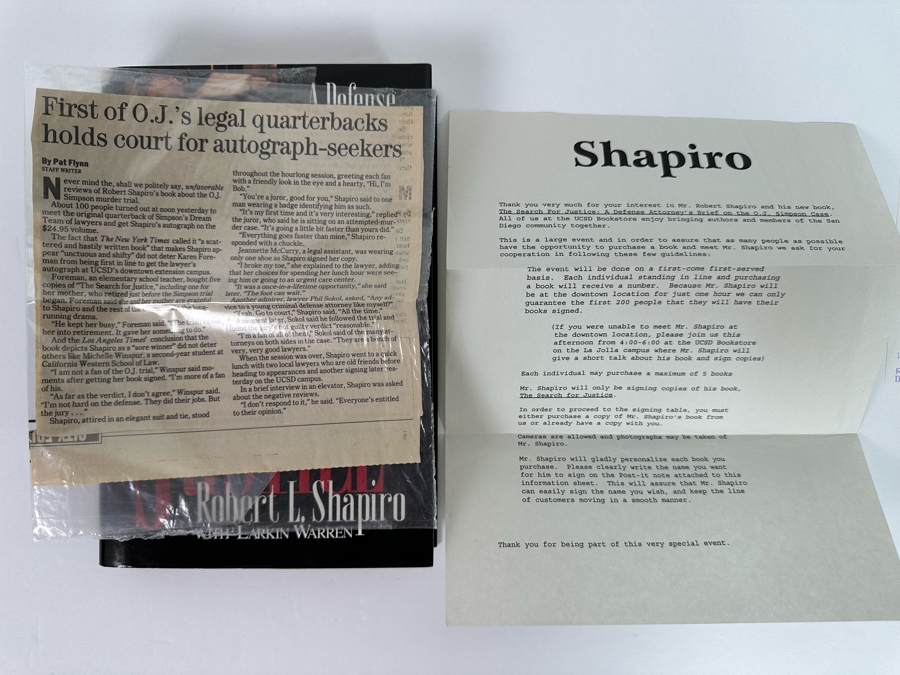 A Defense
First of O.J.'s legal quarterbacks
holds court for autograph-seekers
By Pat Flynn
STAFF WRITER
Never mind the, shall we politely say, unfavorable
reviews of Robert Shapiro's book about the O.J.
Simpson murder trial.
About 100 people turned out at noon yesterday to
meet the original quarterback of Simpson's Dream
Team of lawyers and get Shapiro's autograph on the
$24.95 volume.
The fact that The New York Times called it "a scat-
tered and hastily written book" that makes Shapiro ap-
pear "unctuous and shifty" did not deter Karen Fore-
man from being first in line to get the lawyer's
autograph at UCSD's downtown extension campus.
Foreman, an elementary school teacher, bought five
copies of "The Search for Justice," including one for
her mother, who retired just before the Simpson trial
began. Foreman said she and her mother are grateful
to Shapiro and the rest of the
running drama.
"He kept her busy," Foreman said.
her into retirement. It gave her something to do."
And the Los Angeles Times' conclusion that the
book depicts Shapiro as a "sore winner" did not deter
others like Michelle Winspur, a second-year student at
California Western School of Law.
"I am not a fan of the O.J. trial," Winspur said mo-
ments after getting her book signed. "I'm more of a fan
of his.
"As far as the verdict, I don't agree," Winspur said.
"I'm not hard on the defense. They did their jobs. But
the jury . . ."
Shapiro, attired in an elegant suit and tie, stood
throughout the hourlong session, greeting each fan
with a friendly look in the eye and a hearty, "Hi, I'm
Bob."
"You're a juror, good for you," Shapiro said to one
man wearing a badge identifying him as such.
"It's my first time and it's very interesting," replied
the juror, who said he is sitting on an attempted-mur-
der case. "It's going a little bit faster than yours did."
"Everything goes faster than mine," Shapiro re-
sponded with a chuckle.
Jeannette McCurry, a legal assistant, was wearing
only one shoe as Shapiro signed her copy.
"I broke my toe," she explained to the lawyer, adding
that her choices for spending her lunch hour were see-
ing him or going to an urgent care center.
"It was a once-in-a-lifetime opportunity," she said
later. "The foot can wait."
Another admirer, lawyer Phil Sokol, asked, "Any ad-
vice to a young criminal defense attorney like myself?"
"Yeah. Go to court," Shapiro said. "All the time."
A moment later, Sokol said he followed the trial and
found the jury's not guilty verdict "reasonable."
"I'm a fan of all of them," Sokol said of the many at-
torneys on both sides in the case. "They are a bunch of
very, very good lawyers."
When the session was over, Shapiro went to a quick
lunch with two local lawyers who are old friends before
heading to appearances and another signing later yes-
terday on the UCSD campus.
In a brief interview in an elevator, Shapiro was asked
about the negative reviews.
"I don't respond to it," he said. "Everyone's entitled
to their opinion."
Robert L. Shapiro
WITH LARKIN WARREN
Shapiro
Thank you very much for your interest in Mr. Robert Shapiro and his new book,
The Search For Justice: A Defense Attorney's Brief on the O.J. Simpson Case.
All of us at the UCSD Bookstore enjoy bringing authors and members of the San
Diego community together.
This is a large event and in order to assure that as many people as possible
have the opportunity to purchase a book and meet Mr. Shapiro we ask for your
cooperation in following these few guidelines:
The event will be done on a first-come first-served
basis. Each individual standing in line and purchasing
a book will receive a number. Because Mr. Shapiro will
be at the downtown location for just one hour we can only
guarantee the first 200 people that they will have their
books signed.
(If you were unable to meet Mr. Shapiro at
the downtown location, please join us this
afternoon from 4:00-6:00 at the UCSD Bookstore
on the La Jolla campus where Mr. Shapiro will
give a short talk about his book and sign copies)
Each individual may purchase a maximum of 5 books
Mr. Shapiro will only be signing copies of his book,
The Search for Justice.
In order to proceed to the signing table, you must
either purchase a copy of Mr. Shapiro's book from
us or already have a copy with you.
Cameras are allowed and photographs may be taken of
Mr. Shapiro.
Mr. Shapiro will gladly personalize each book you
purchase. Please clearly write the name you want
for him to sign on the Post-it note attached to this
information sheet. This will assure that Mr. Shapiro
can easily sign the name you wish, and keep the line
of customers moving in a smooth manner.
Thank you for being part of this very special event.